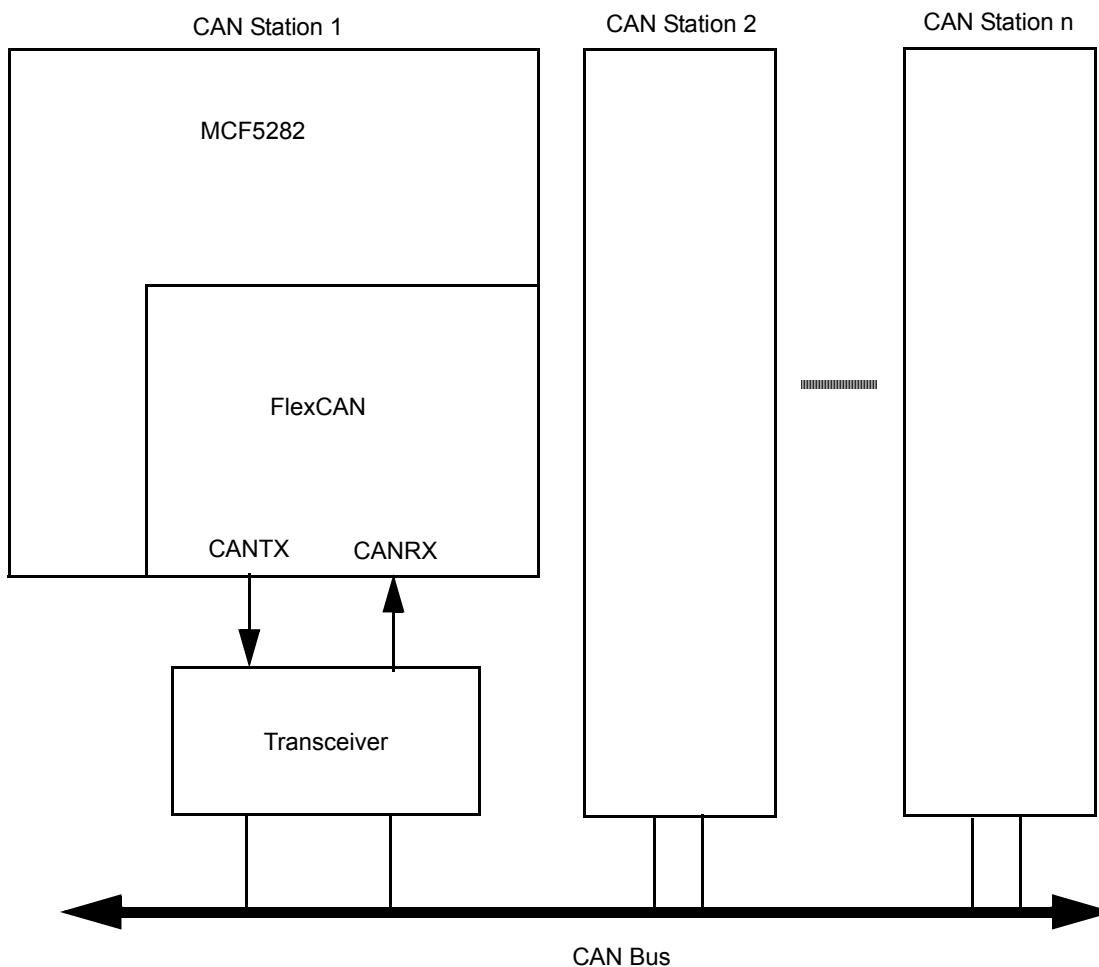 CAN Station 1
CAN Station 2
CAN Station n
MCF5282
FlexCAN
CANTX
CANRX
Transceiver
CAN Bus